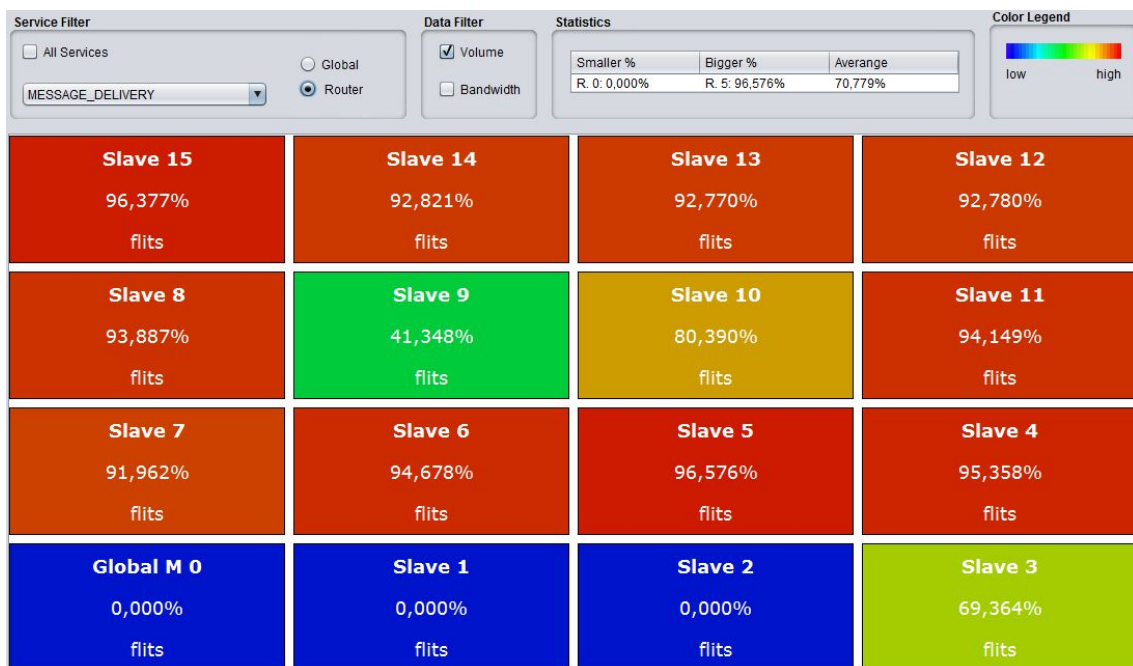 Service Filter
Data Filter
Statistics
Color Legend
All Services
Global
Router
MESSAGE_DELIVERY
Volume
Bandwidth
Smaller % Bigger % Averange
R. 0: 0,000% R. 5: 96,576% 70,779%
low high
Slave 15
96,377%
flits
Slave 14
92,821%
flits
Slave 13
92,770%
flits
Slave 12
92,780%
flits
Slave 8
93,887%
flits
Slave 9
41,348%
flits
Slave 10
80,390%
flits
Slave 11
94,149%
flits
Slave 7
91,962%
flits
Slave 6
94,678%
flits
Slave 5
96,576%
flits
Slave 4
95,358%
flits
Global M 0
0,000%
flits
Slave 1
0,000%
flits
Slave 2
0,000%
flits
Slave 3
69,364%
flits